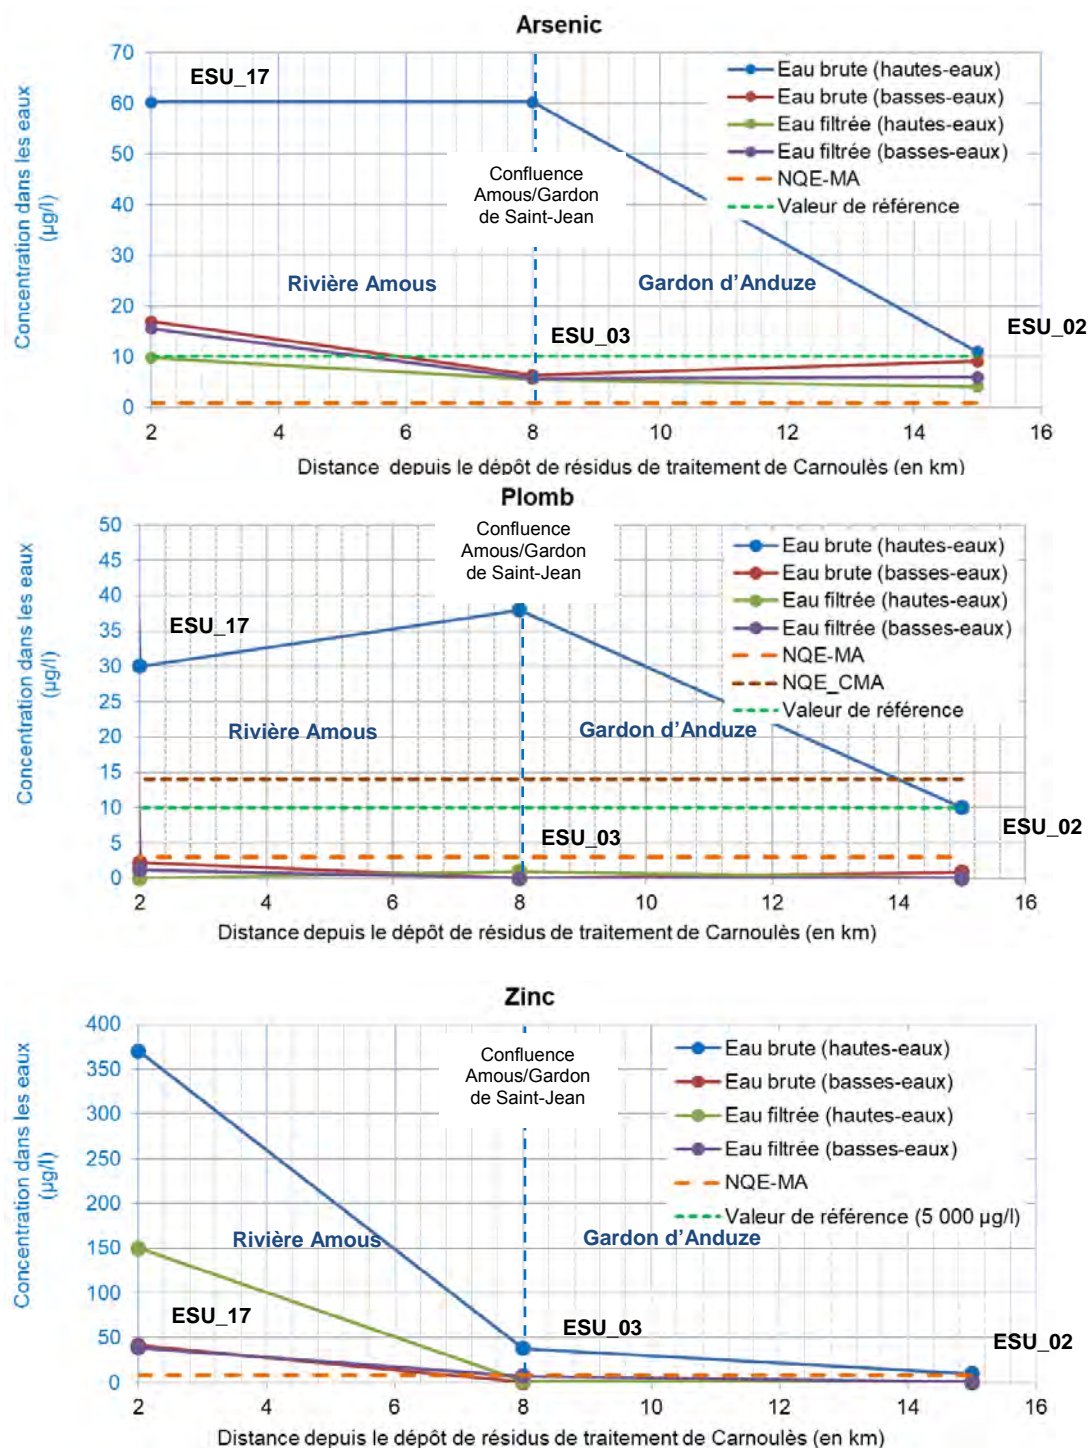 Arsenic
Concentration dans les eaux
(µg/l)
70
60
50
40
30
20
10
0
ESU_17
Confluence
Amous/Gardon
de Saint-Jean
Eau brute (hautes-eaux)
Eau brute (basses-eaux)
Eau filtrée (hautes-eaux)
Eau filtrée (basses-eaux)
NQE-MA
Valeur de référence
Rivière Amous
Gardon d'Anduze
ESU_03
ESU_02
2 4 6 8 10 12 14 16
Distance depuis le dépôt de résidus de traitement de Carnoulès (en km)
Plomb
Concentration dans les eaux
(µg/l)
50
45
40
35
30
25
20
15
10
5
0
Confluence
Amous/Gardon
de Saint-Jean
ESU_17
Eau brute (hautes-eaux)
Eau brute (basses-eaux)
Eau filtrée (hautes-eaux)
Eau filtrée (basses-eaux)
NQE-MA
NQE_CMA
Valeur de référence
Rivière Amous
Gardon d'Anduze
ESU_03
ESU_02
2 4 6 8 10 12 14 16
Distance depuis le dépôt de résidus de traitement de Carnoulès (en km)
Zinc
Concentration dans les eaux
(µg/l)
400
350
300
250
200
150
100
50
0
Confluence
Amous/Gardon
de Saint-Jean
Eau brute (hautes-eaux)
Eau brute (basses-eaux)
Eau filtrée (hautes-eaux)
Eau filtrée (basses-eaux)
NQE-MA
Valeur de référence (5 000 µg/l)
Rivière Amous
Gardon d'Anduze
ESU_17
ESU_03
ESU_02
2 4 6 8 10 12 14 16
Distance depuis le dépôt de résidus de traitement de Carnoulès (en km)